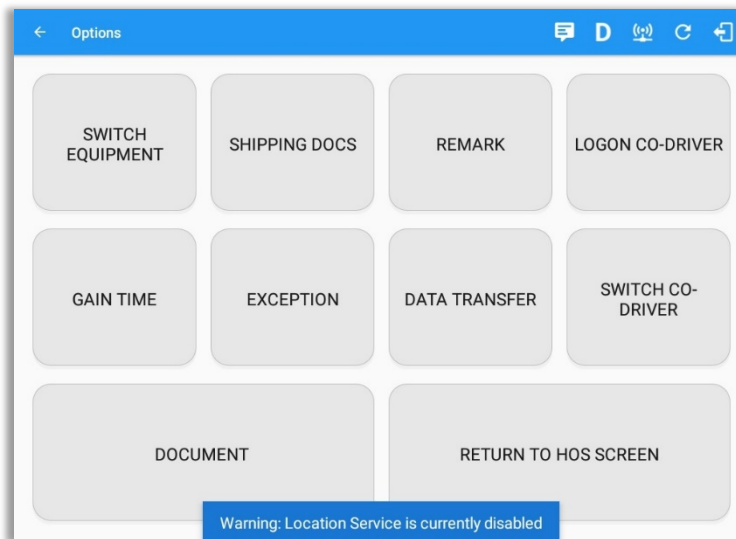 Options
D
SWITCH
EQUIPMENT
SHIPPING DOCS
REMARK
LOGON CO-DRIVER
GAIN TIME
EXCEPTION
DATA TRANSFER
SWITCH CO-
DRIVER
DOCUMENT
RETURN TO HOS SCREEN
Warning: Location Service is currently disabled